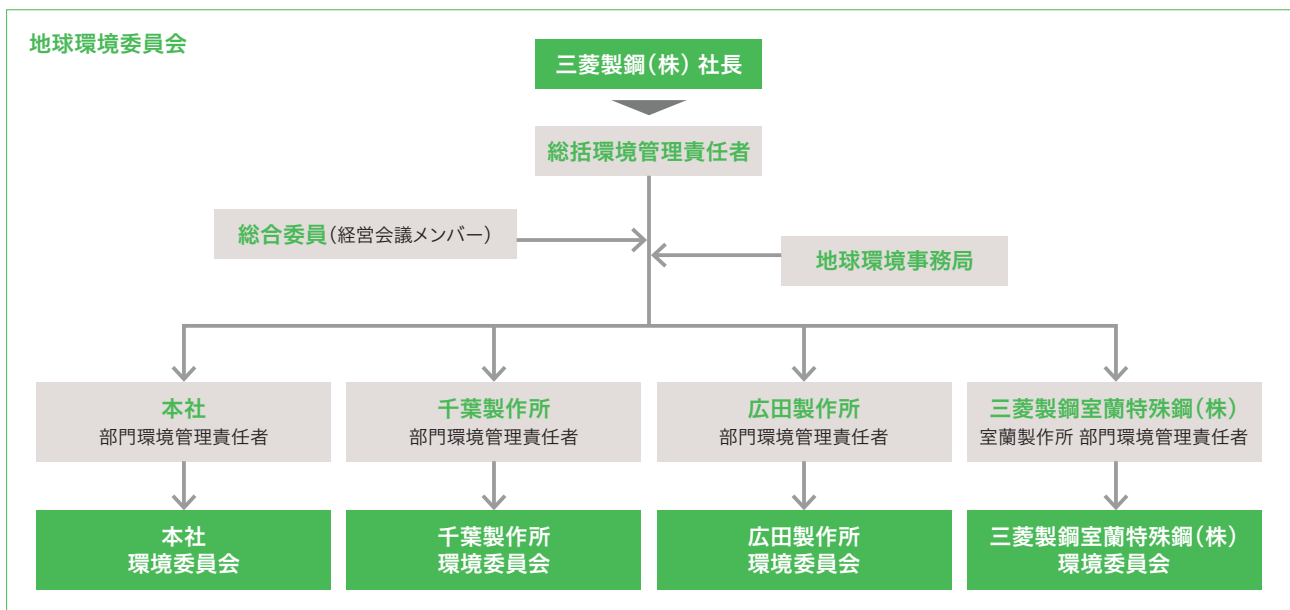 地球環境委員会
三菱製鋼(株) 社長
総括環境管理責任者
総合委員(経営会議メンバー)
地球環境事務局
本社
部門環境管理責任者
千葉製作所
部門環境管理責任者
広田製作所
部門環境管理責任者
三菱製鋼室蘭特殊鋼(株)
室蘭製作所 部門環境管理責任者
本社
環境委員会
千葉製作所
環境委員会
広田製作所
環境委員会
三菱製鋼室蘭特殊鋼(株)
環境委員会